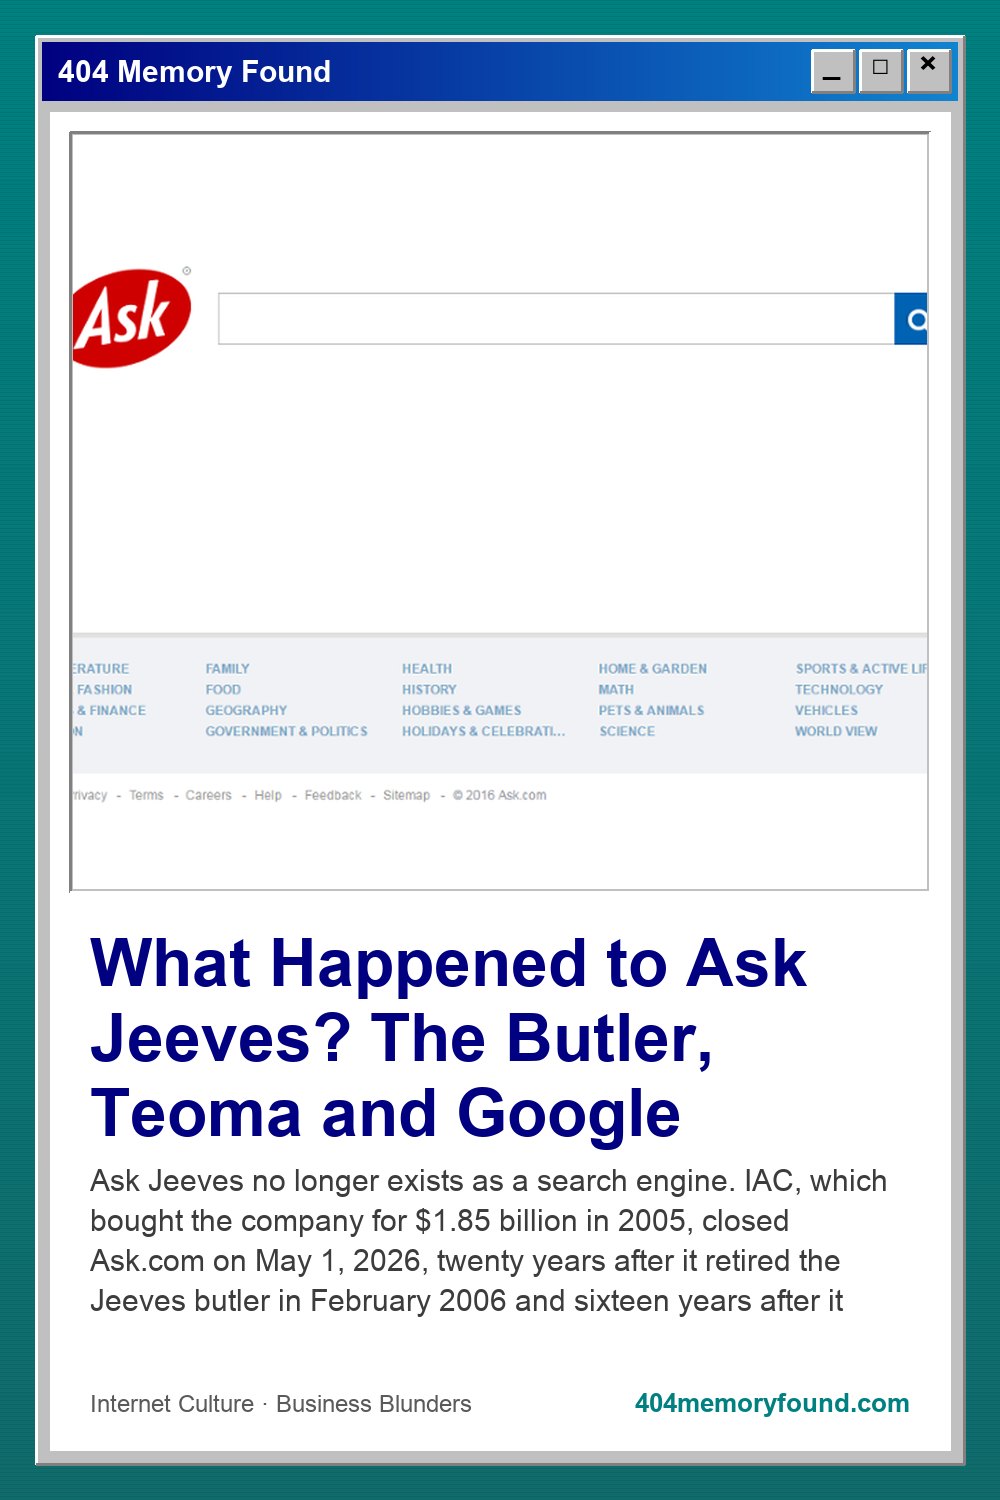 404 Memory Found
Ask ®
ERATURE FAMILY HEALTH HOME & GARDEN SPORTS & ACTIVE LIF
FASHION FOOD HISTORY MATH TECHNOLOGY
& FINANCE GEOGRAPHY HOBBIES & GAMES PETS & ANIMALS VEHICLES
N GOVERNMENT & POLITICS HOLIDAYS & CELEBRATI... SCIENCE WORLD VIEW
rivacy - Terms - Careers - Help - Feedback - Sitemap - © 2016 Ask.com
What Happened to Ask
Jeeves? The Butler,
Teoma and Google
Ask Jeeves no longer exists as a search engine. IAC, which
bought the company for $1.85 billion in 2005, closed
Ask.com on May 1, 2026, twenty years after it retired the
Jeeves butler in February 2006 and sixteen years after it
Internet Culture · Business Blunders 404memoryfound.com